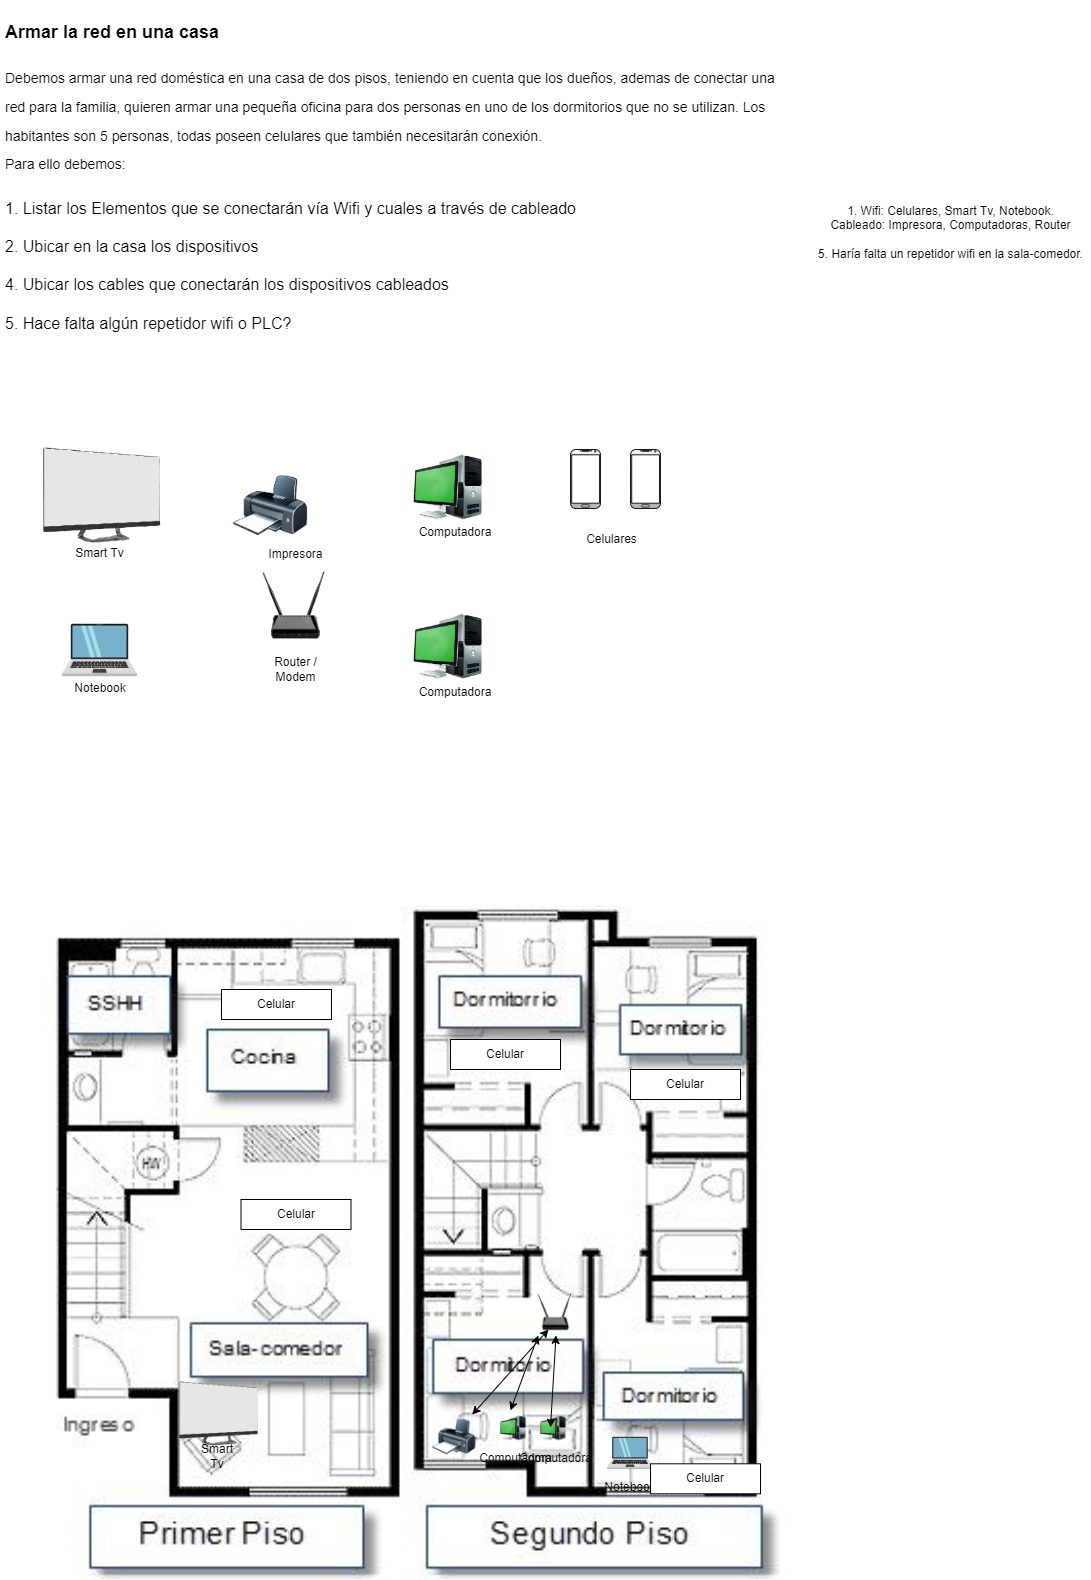 Armar la red en una casa
Debemos armar una red doméstica en una casa de dos pisos, teniendo en cuenta que los dueños, ademas de conectar una
red para la familia, quieren armar una pequeña oficina para dos personas en uno de los dormitorios que no se utilizan. Los
habitantes son 5 personas, todas poseen celulares que también necesitarán conexión.
Para ello debemos:
1. Listar los Elementos que se conectarán vía Wifi y cuales a través de cableado
2. Ubicar en la casa los dispositivos
4. Ubicar los cables que conectarán los dispositivos cableados
5. Hace falta algún repetidor wifi o PLC?
1. Wifi: Celulares, Smart Tv, Notebook.
Cableado: Impresora, Computadoras, Router
5. Haría falta un repetidor wifi en la sala-comedor.
Smart Tv
Impresora
Computadora
Celulares
Notebook
Router /
Modem
Computadora
SSHH
Celular
Cocina
HW
Celular
Sala-comedor
Ingreso
Smart
Tv
Primer Piso
Dormitorrio
Celular
Dormitorio
Celular
Dormitorio
Computadora
Computadora
Dormitorio
Noteboo
Celular
Segundo Piso